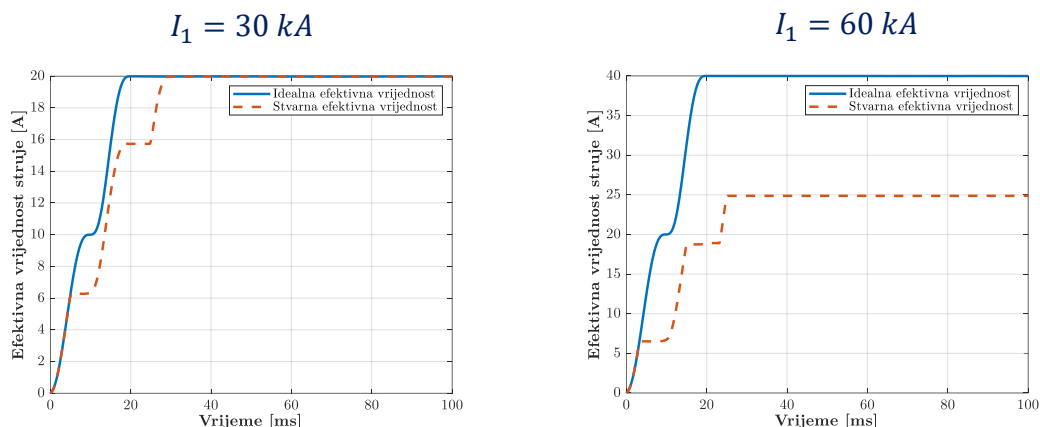 I₁ = 30 kA
Efektivna vrijednost struje [A]
20
18
16
14
12
10
8
6
4
2
0
Idealna efektivna vrijednost
Stvarna efektivna vrijednost
0 20 40 60 80 100
Vrijeme [ms]
I₁ = 60 kA
Efektivna vrijednost struje [A]
40
35
30
25
20
15
10
5
0
Idealna efektivna vrijednost
Stvarna efektivna vrijednost
0 20 40 60 80 100
Vrijeme [ms]